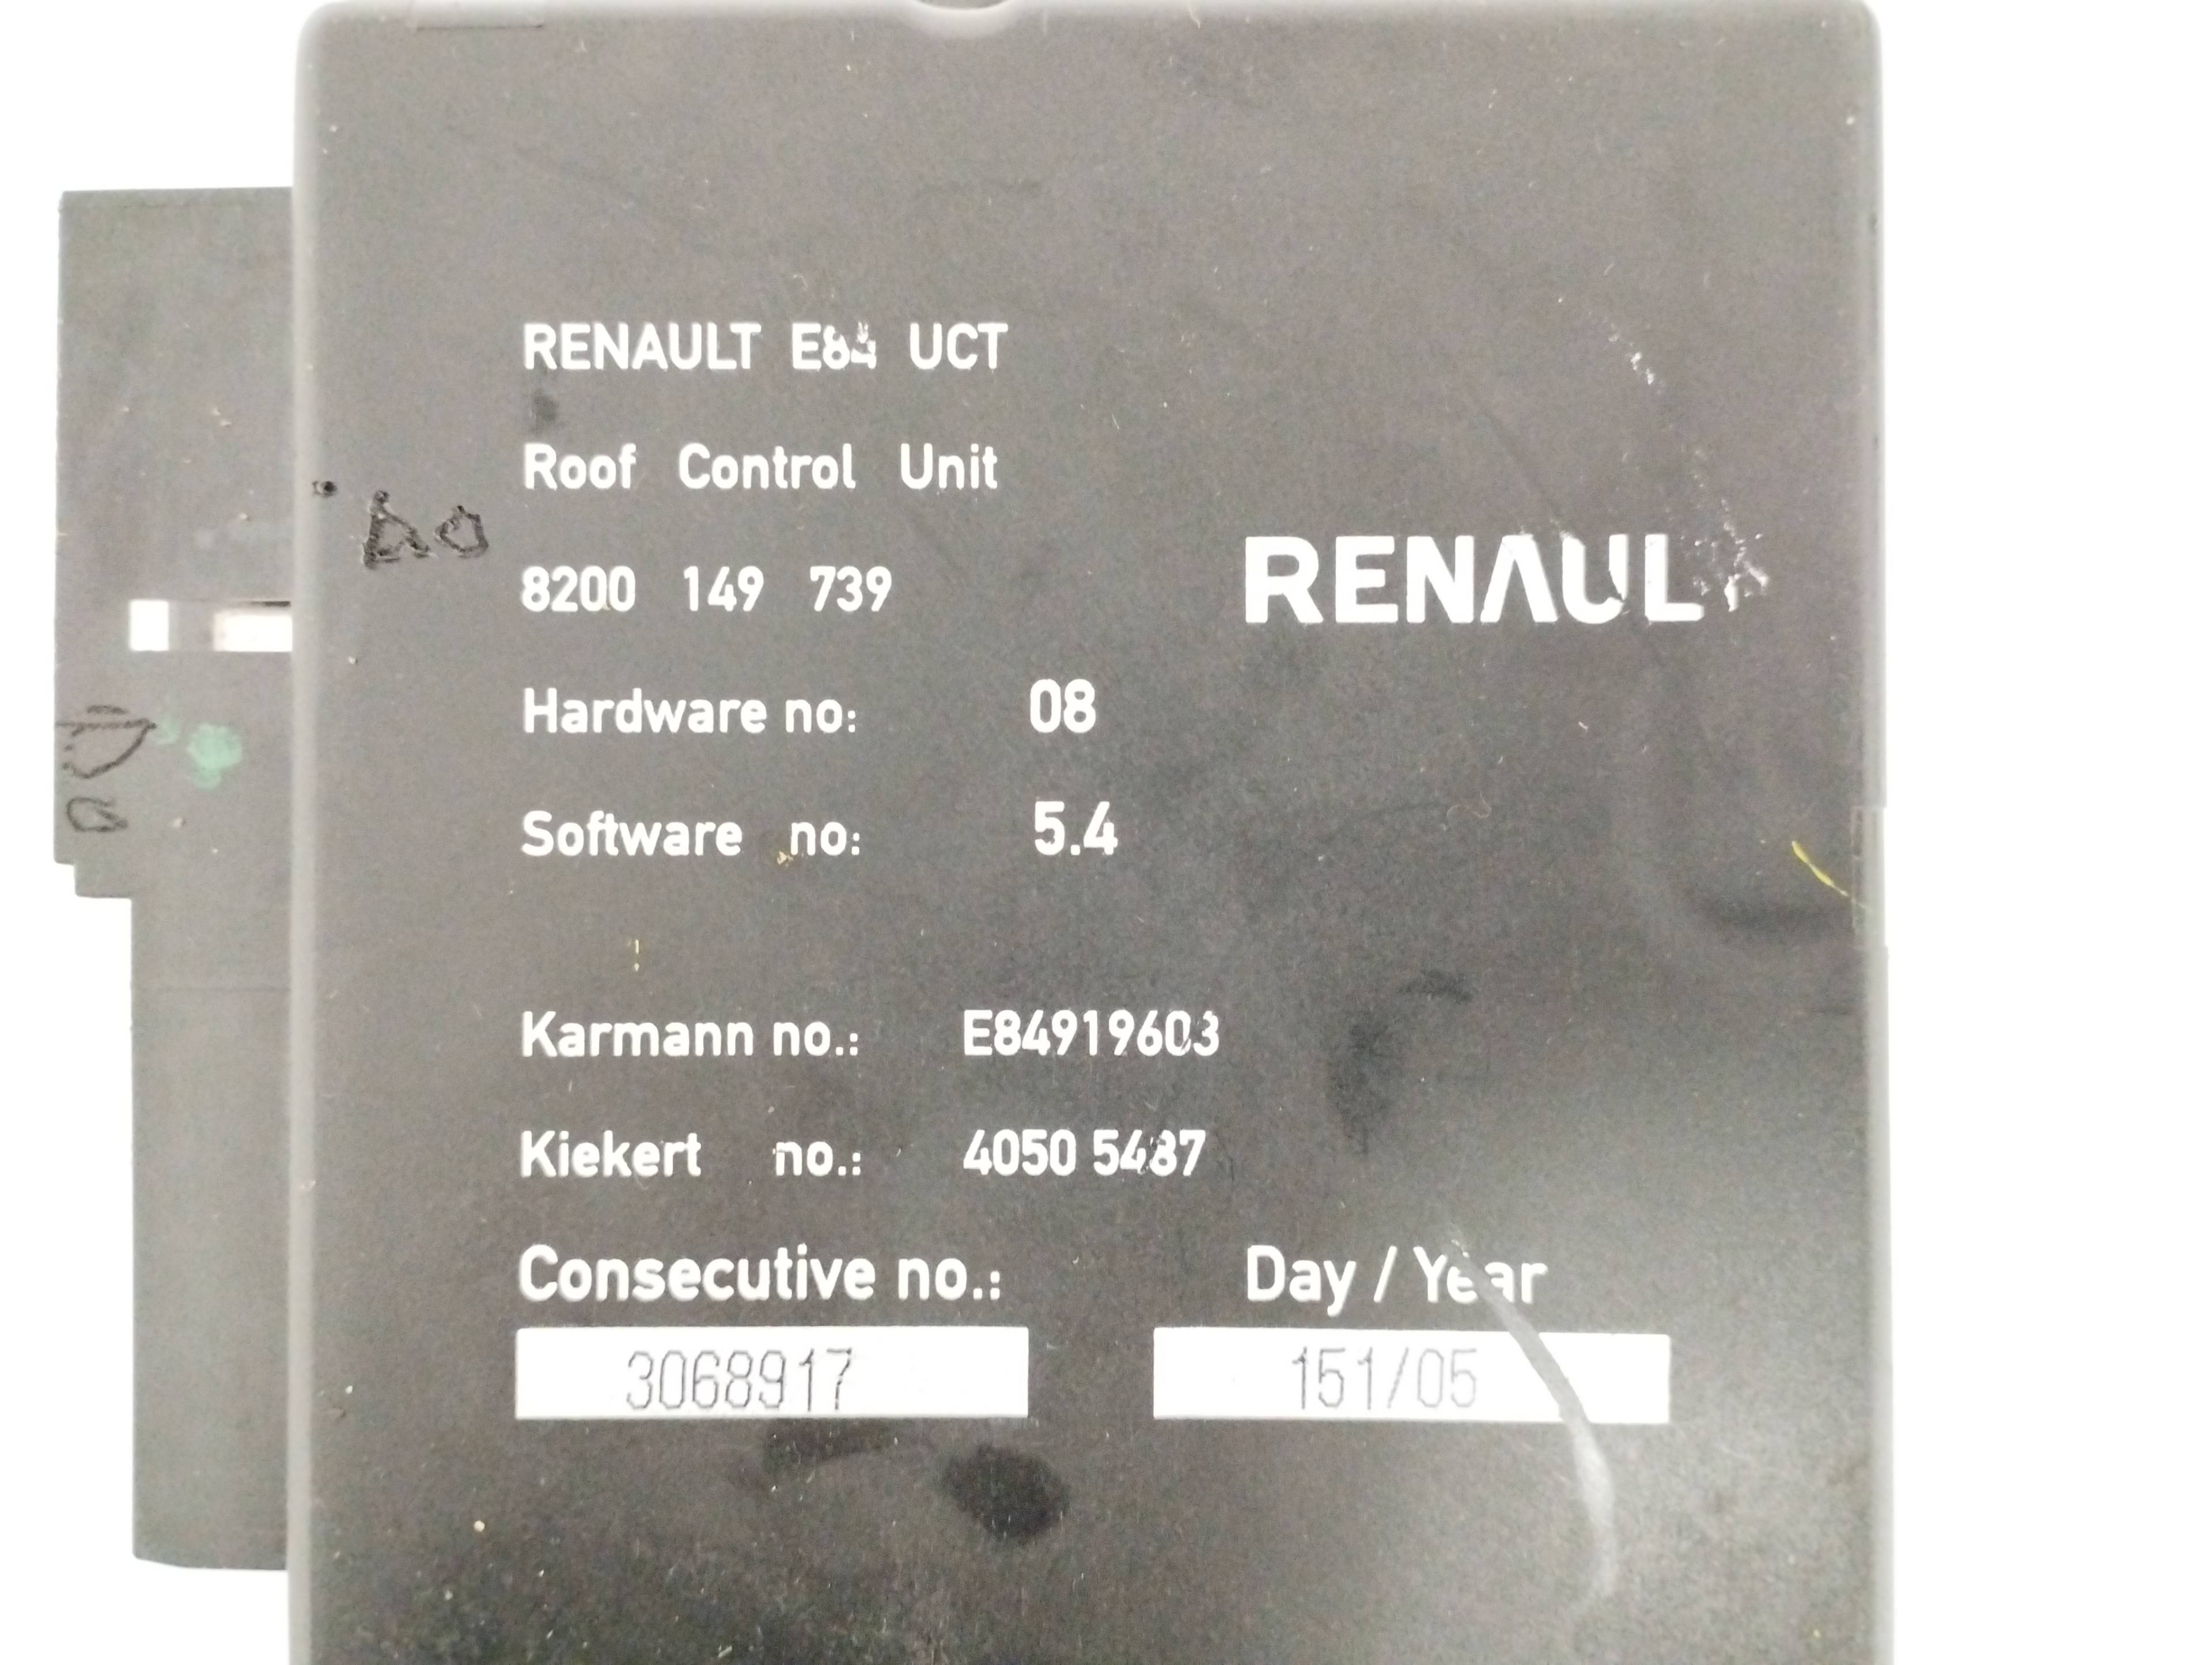 RENAULT E84 UCT
Roof Control Unit
8200 149 739
RENAUL
Hardware no: 08
Software no: 5.4
Karmann no.: E84919603
Kiekert no.: 4050 5487
Consecutive no.: Day / Year
3068917 151/05